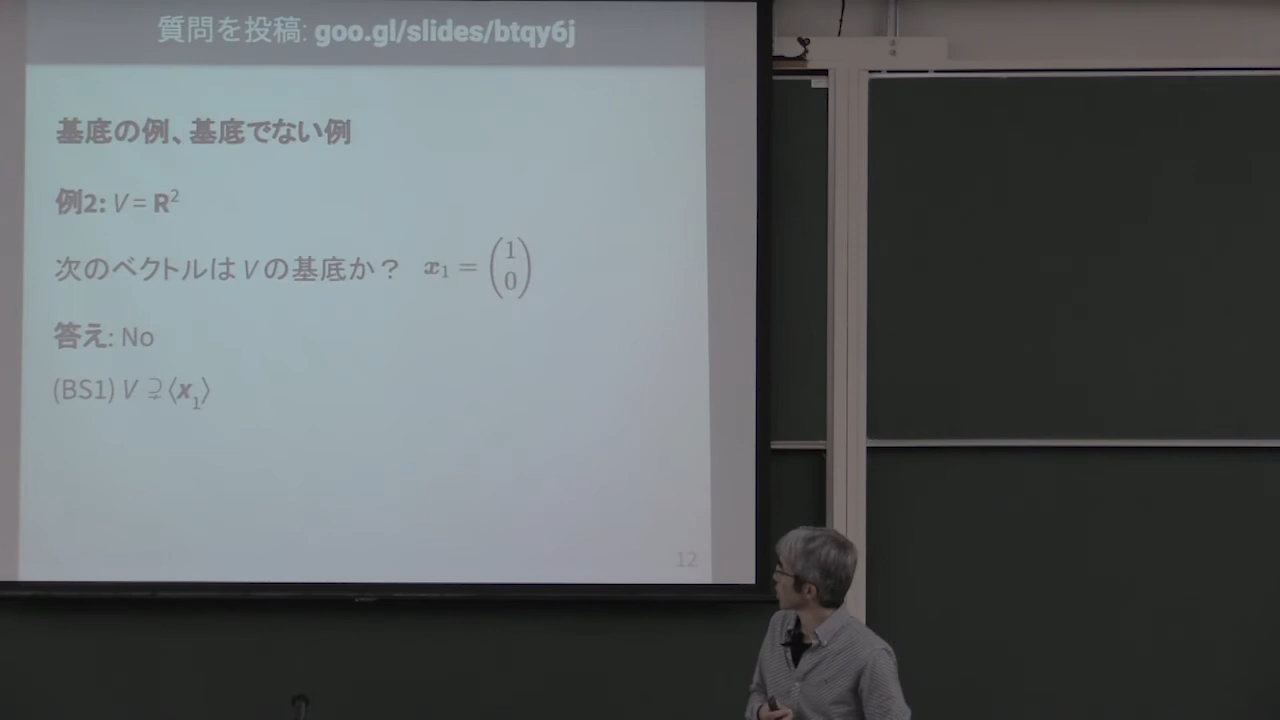 質問を投稿: goo.gl/slides/btqy6j
基底の例、基底でない例
例2: V = R²
次のベクトルは V の基底か? x₁ = (1 0)
答え: No
(BS1) V ⊋ ⟨x₁⟩
12